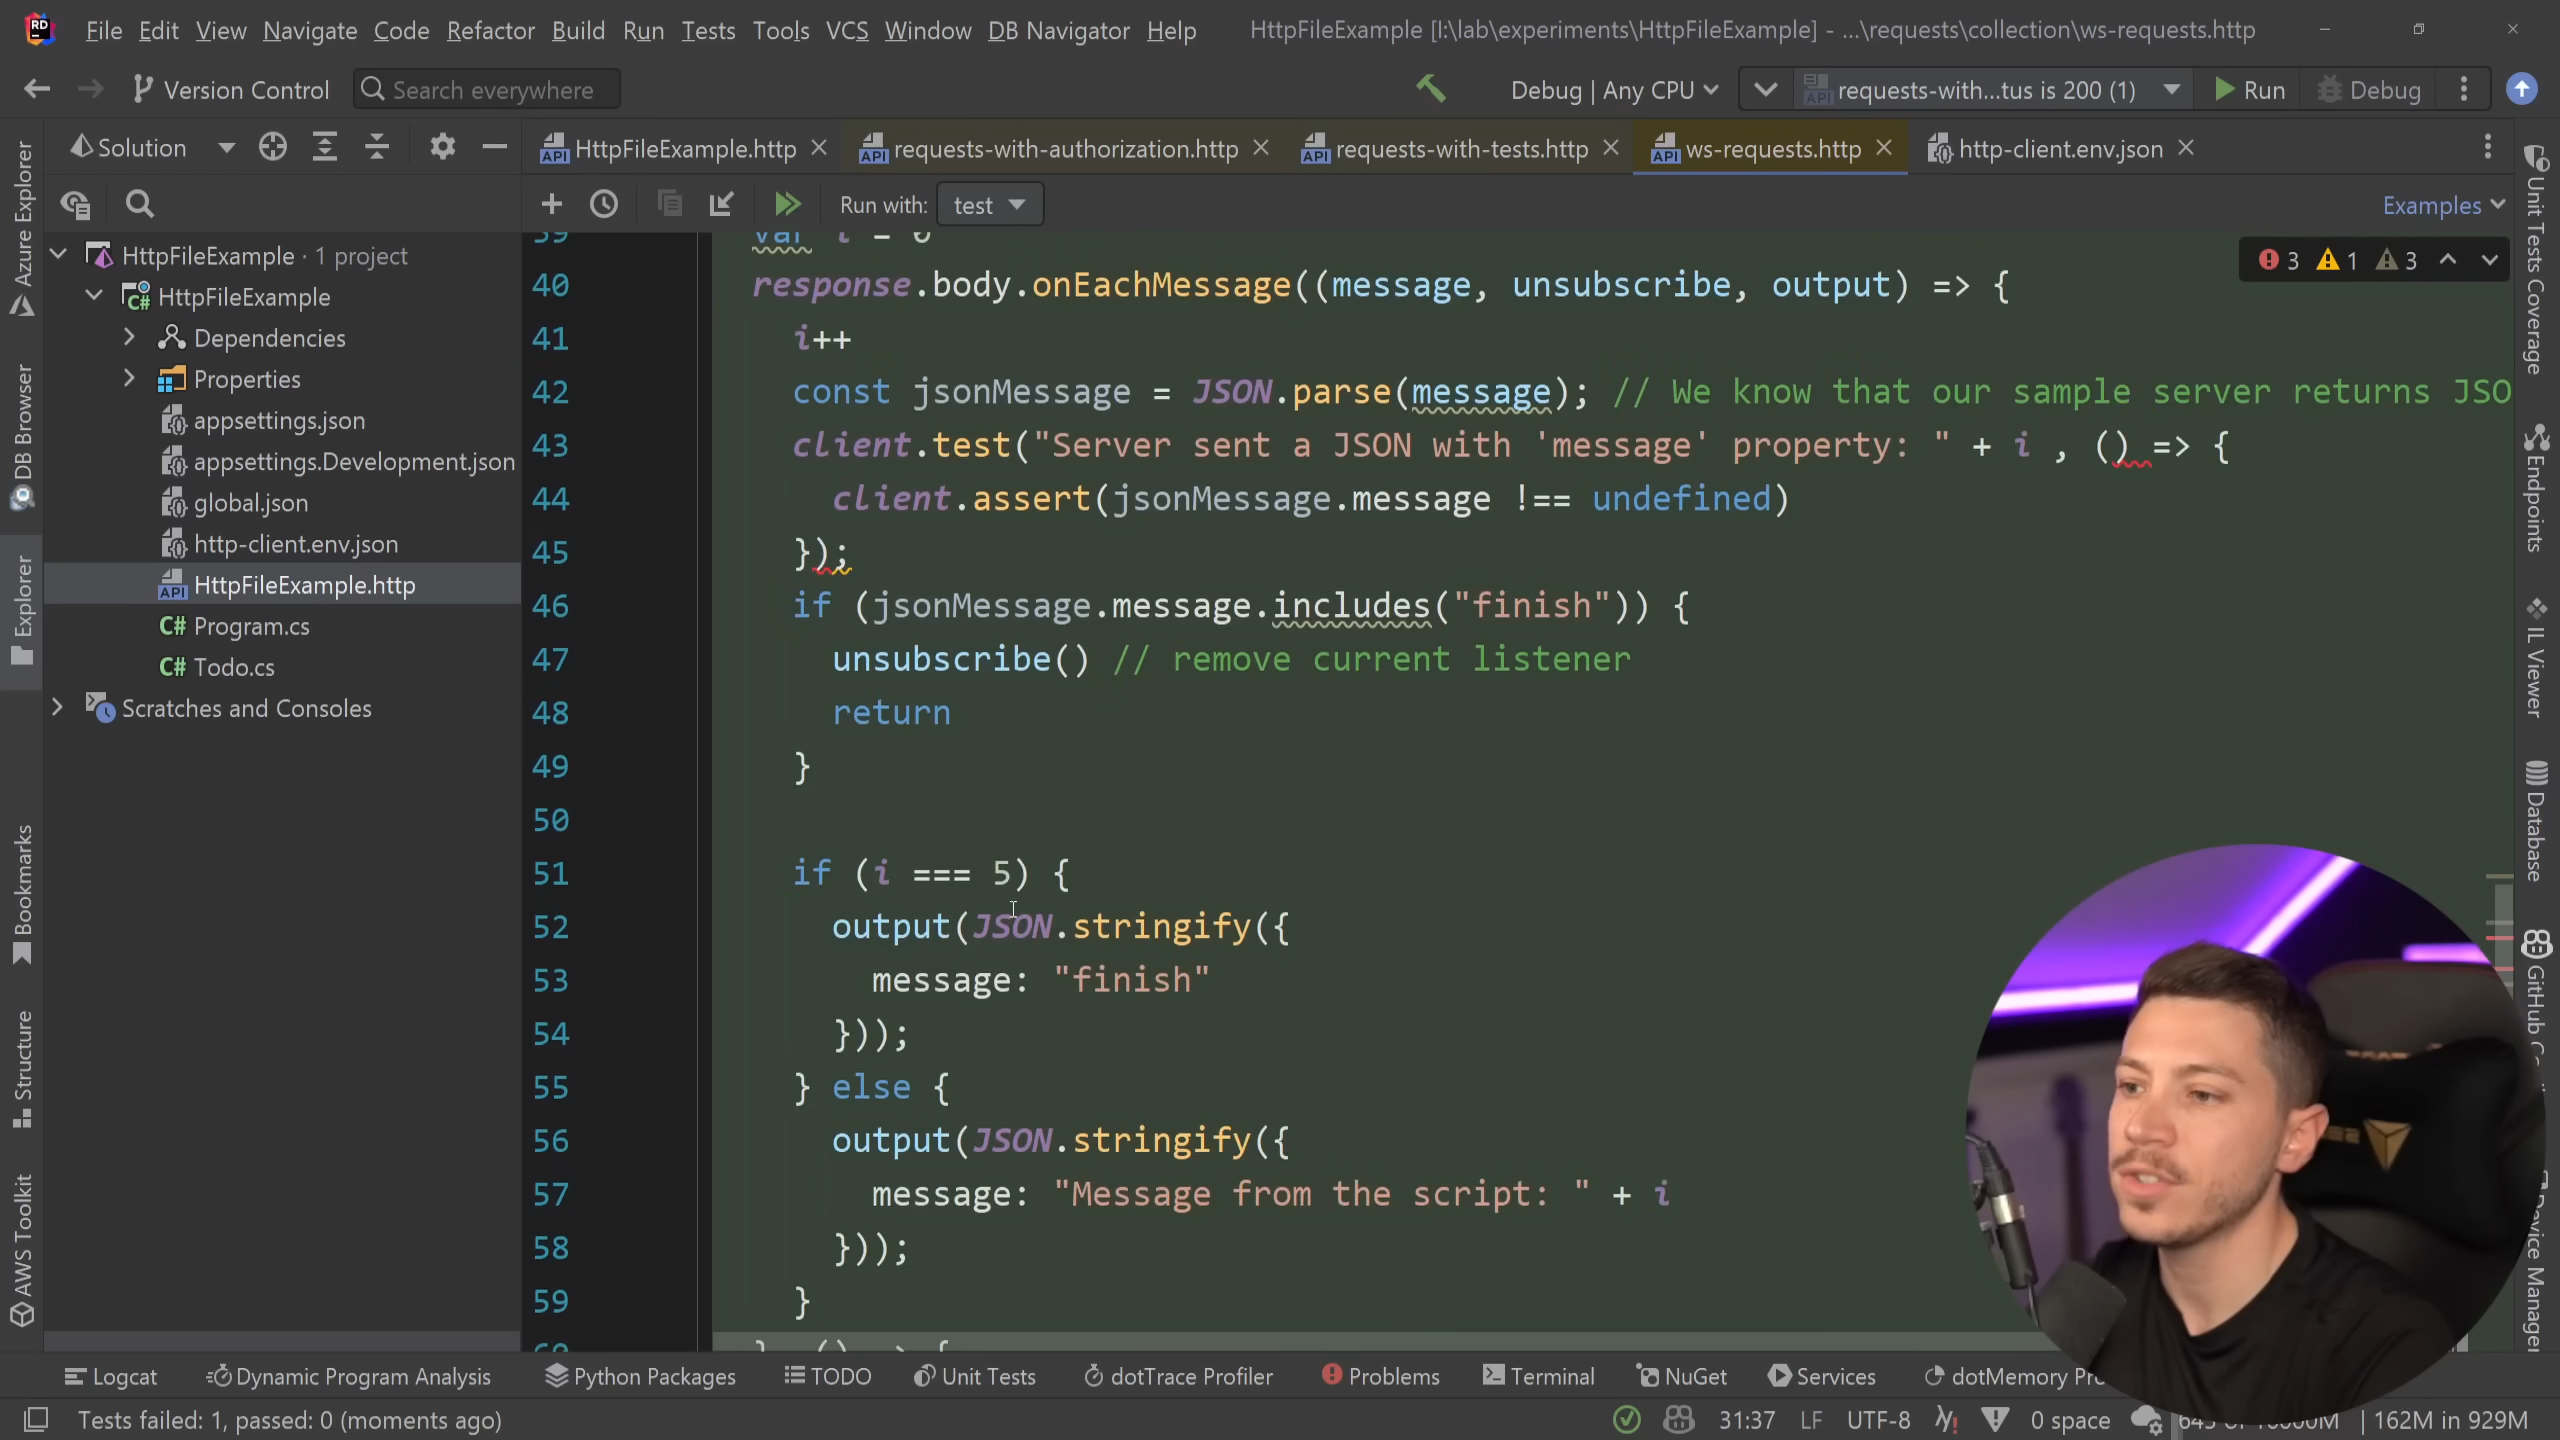 RD File Edit View Navigate Code Refactor Build Run Tests Tools VCS Window DB Navigator Help HttpFileExample [l:\lab\experiments\HttpFileExample] - ...\requests\collection\ws-requests.http
Version Control Search everywhere Debug | Any CPU requests-with...tus is 200 (1) Run Debug
Solution HttpFileExample.http requests-with-authorization.http requests-with-tests.http ws-requests.http http-client.env.json
Run with: test Examples
HttpFileExample · 1 project
HttpFileExample
Dependencies
Properties
appsettings.json
appsettings.Development.json
global.json
http-client.env.json
HttpFileExample.http
C# Program.cs
C# Todo.cs
Scratches and Consoles
Azure Explorer
DB Browser
Explorer
Bookmarks
Structure
AWS Toolkit
3 1 3
39 var i = 0
40 response.body.onEachMessage((message, unsubscribe, output) => {
41 i++
42 const jsonMessage = JSON.parse(message); // We know that our sample server returns JSO
43 client.test("Server sent a JSON with 'message' property: " + i , () => {
44 client.assert(jsonMessage.message !== undefined)
45 });
46 if (jsonMessage.message.includes("finish")) {
47 unsubscribe() // remove current listener
48 return
49 }
50
51 if (i === 5) {
52 output(JSON.stringify({
53 message: "finish"
54 }));
55 } else {
56 output(JSON.stringify({
57 message: "Message from the script: " + i
58 }));
59 }
60 }, () => {
Unit Tests Coverage
Endpoints
IL Viewer
Database
GitHub C
Device Manager
Logcat Dynamic Program Analysis Python Packages TODO Unit Tests dotTrace Profiler Problems Terminal NuGet Services dotMemory Pro
Tests failed: 1, passed: 0 (moments ago) 31:37 LF UTF-8 0 space | 162M in 929M